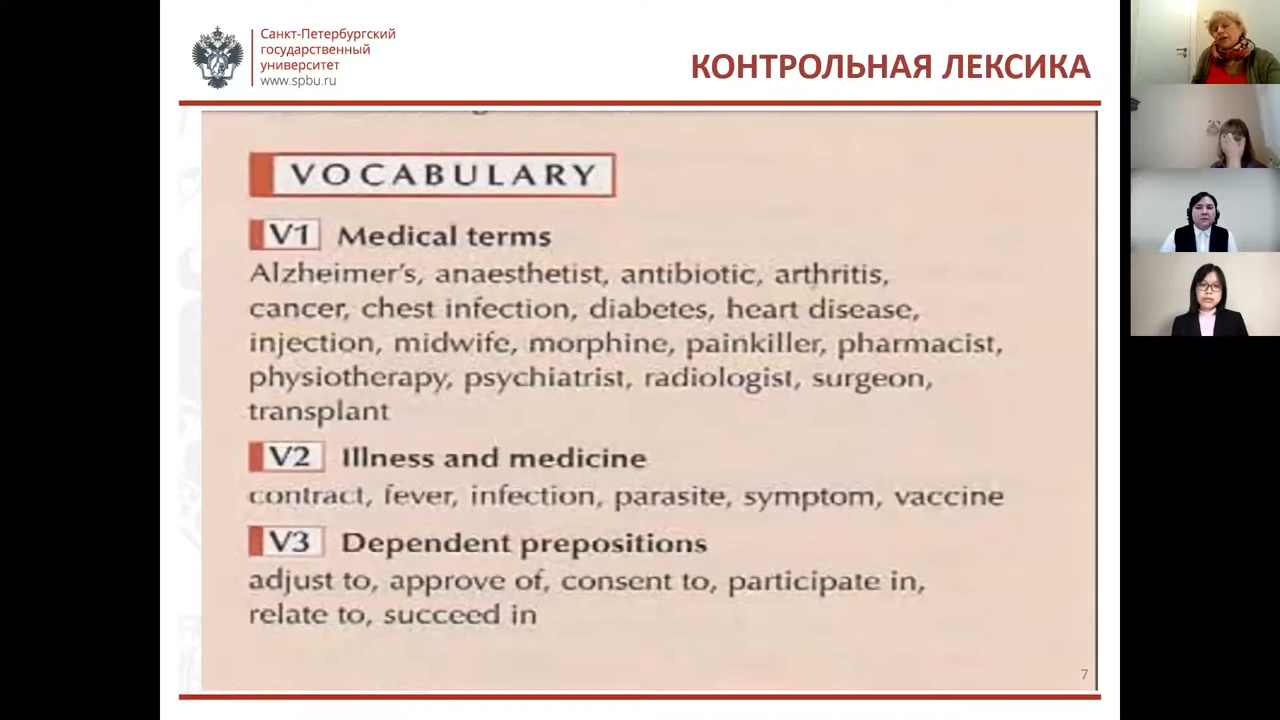 Санкт-Петербургский
государственный
университет
www.spbu.ru
КОНТРОЛЬНАЯ ЛЕКСИКА
VOCABULARY
V1 Medical terms
Alzheimer's, anaesthetist, antibiotic, arthritis,
cancer, chest infection, diabetes, heart disease,
injection, midwife, morphine, painkiller, pharmacist,
physiotherapy, psychiatrist, radiologist, surgeon,
transplant
V2 Illness and medicine
contract, fever, infection, parasite, symptom, vaccine
V3 Dependent prepositions
adjust to, approve of, consent to, participate in,
relate to, succeed in
7